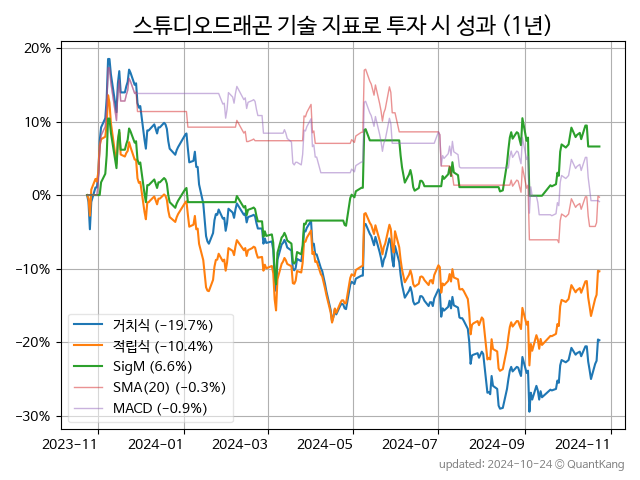 스튜디오드래곤 기술 지표로 투자 시 성과 (1년)
20%
10%
0%
−10%
−20%
−30%
거치식 (−19.7%)
적립식 (−10.4%)
SigM (6.6%)
SMA(20) (−0.3%)
MACD (−0.9%)
2023−11
2024−01
2024−03
2024−05
2024−07
2024−09
2024−11
updated: 2024-10-24 © QuantKang